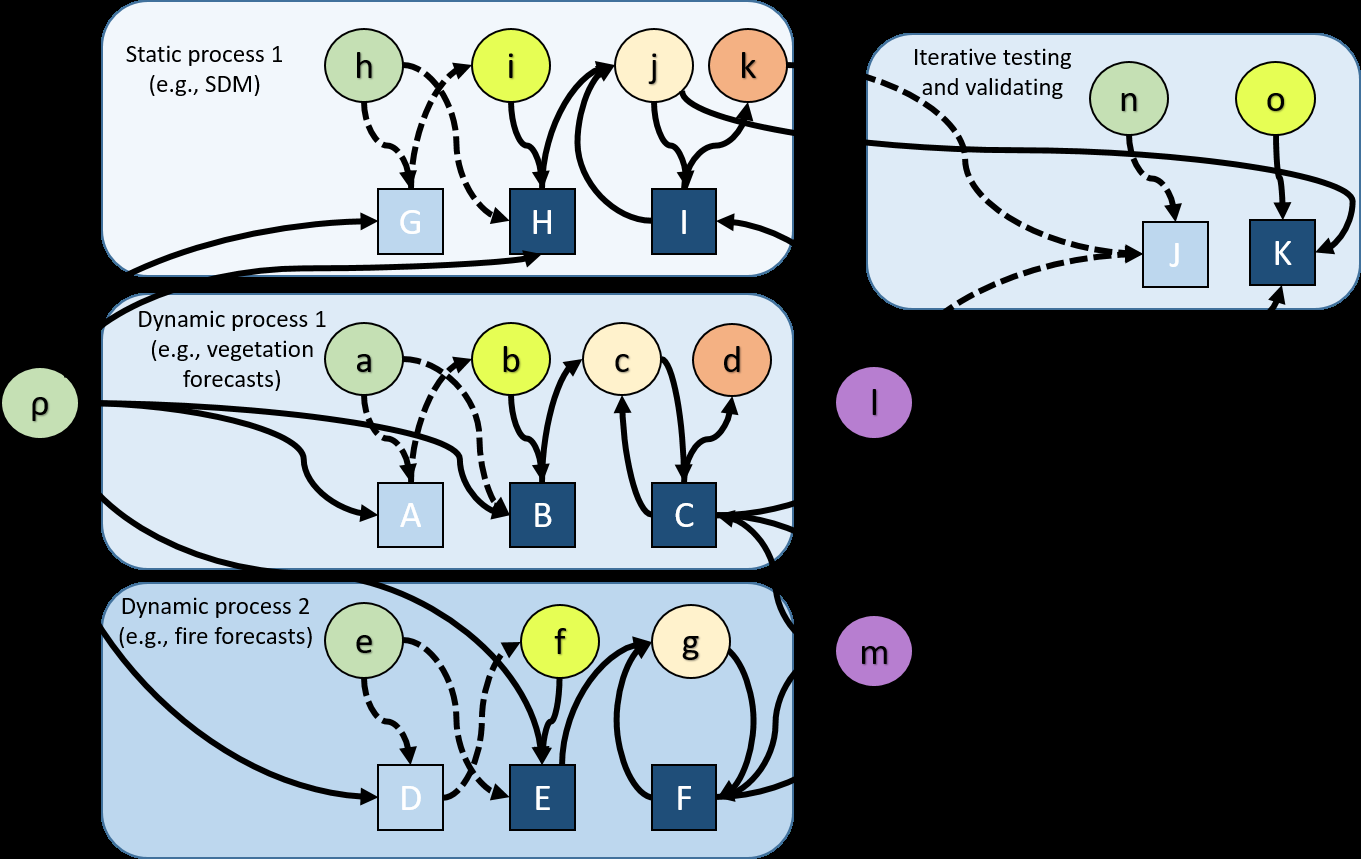 Static process 1
(e.g., SDM)
h
i
j
k
G
H
I
Iterative testing
and validating
n
o
J
K
Dynamic process 1
(e.g., vegetation
forecasts)
a
b
c
d
A
B
C
ρ
l
Dynamic process 2
(e.g., fire forecasts)
e
f
g
D
E
F
m